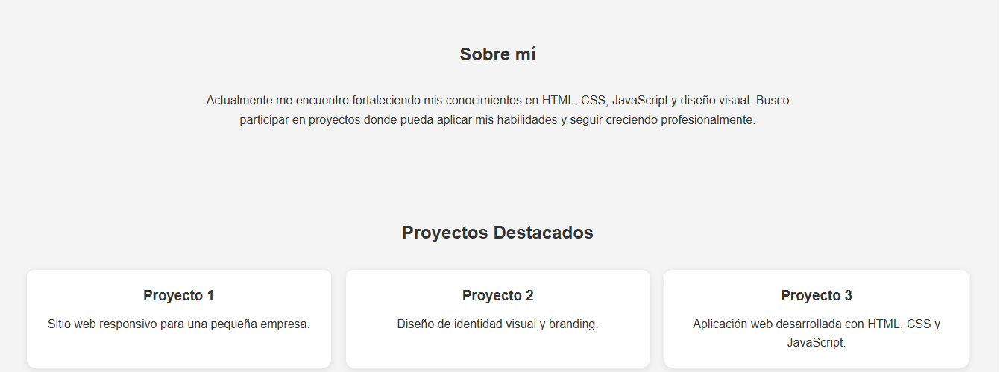 Sobre mí
Actualmente me encuentro fortaleciendo mis conocimientos en HTML, CSS, JavaScript y diseño visual. Busco
participar en proyectos donde pueda aplicar mis habilidades y seguir creciendo profesionalmente.
Proyectos Destacados
Proyecto 1
Sitio web responsivo para una pequeña empresa.
Proyecto 2
Diseño de identidad visual y branding.
Proyecto 3
Aplicación web desarrollada con HTML, CSS y
JavaScript.